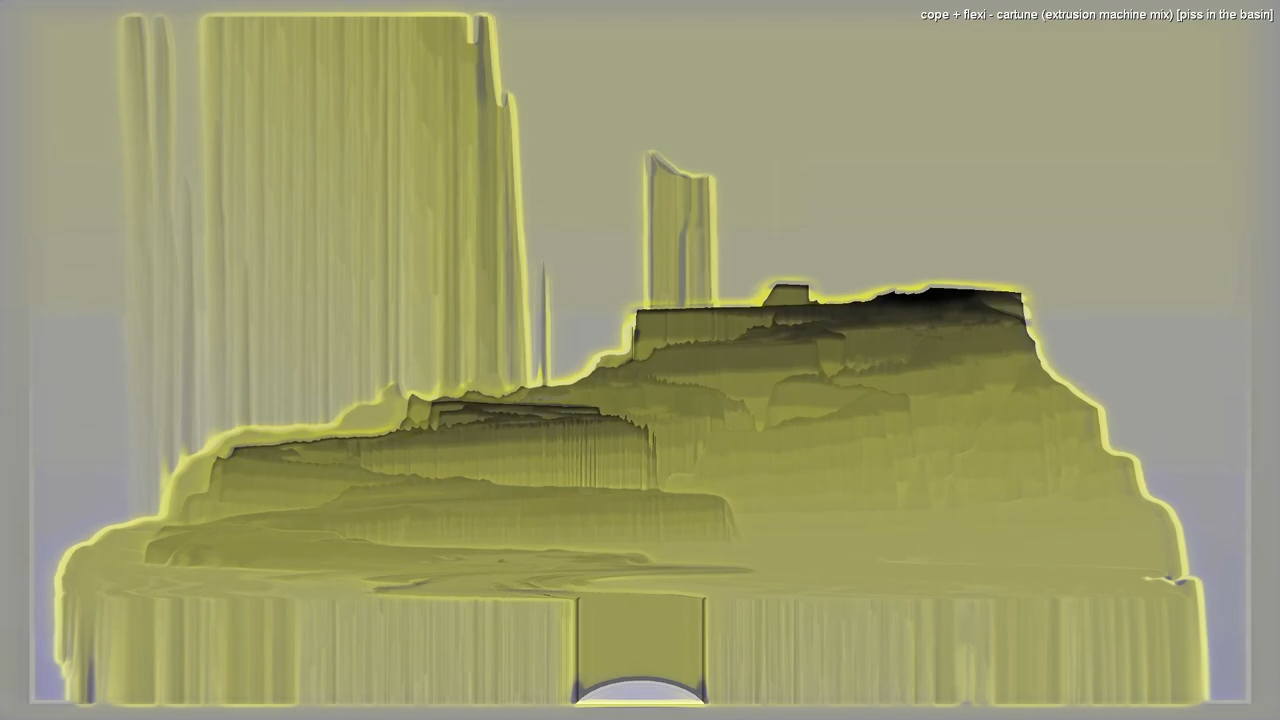 cope + flexi - cartune (extrusion machine mix) [piss in the basin]